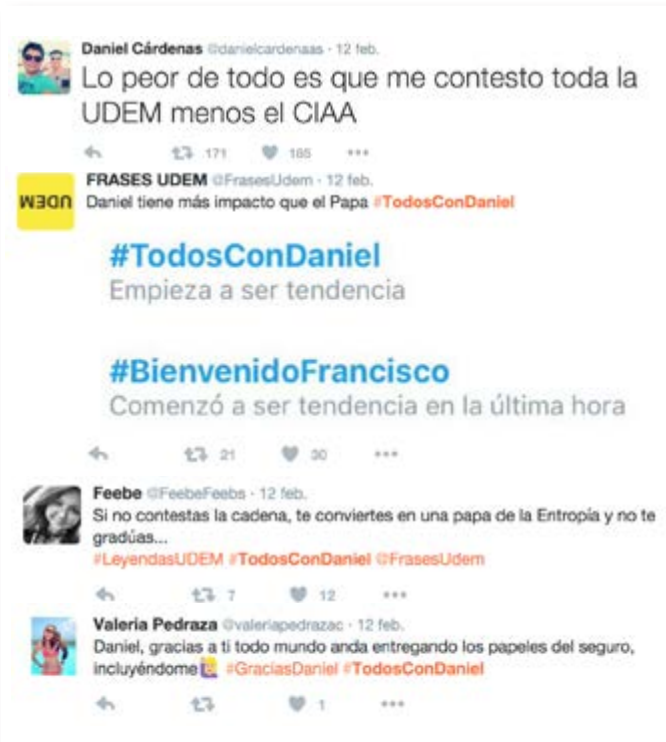 Daniel Cárdenas @danielcardenaas · 12 feb.
Lo peor de todo es que me contesto toda la
UDEM menos el CIAA
171 185
FRASES UDEM @FrasesUdem · 12 feb.
UDEM
Daniel tiene más impacto que el Papa #TodosConDaniel
#TodosConDaniel
Empieza a ser tendencia
#BienvenidoFrancisco
Comenzó a ser tendencia en la última hora
21 30
Feebe @FeebeFeebs · 12 feb.
Si no contestas la cadena, te conviertes en una papa de la Entropía y no te
gradúas...
#LeyendasUDEM #TodosConDaniel @FrasesUdem
7 12
Valeria Pedraza @valeriapedrazac · 12 feb.
Daniel, gracias a ti todo mundo anda entregando los papeles del seguro,
incluyéndome #GraciasDaniel #TodosConDaniel
1